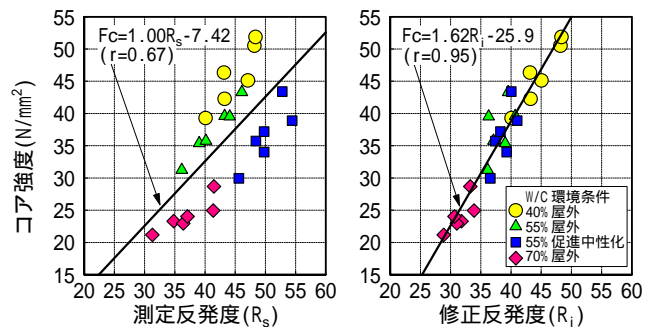 Fc=1.00Rs-7.42
(r=0.67)
コア強度(N/mm²)
55
50
45
40
35
30
25
20
15
20 25 30 35 40 45 50 55 60
測定反発度(Rs)
Fc=1.62Ri-25.9
(r=0.95)
55
50
45
40
35
30
25
20
15
20 25 30 35 40 45 50 55 60
修正反発度(Ri)
W/C 環境条件
40% 屋外
55% 屋外
55% 促進中性化
70% 屋外